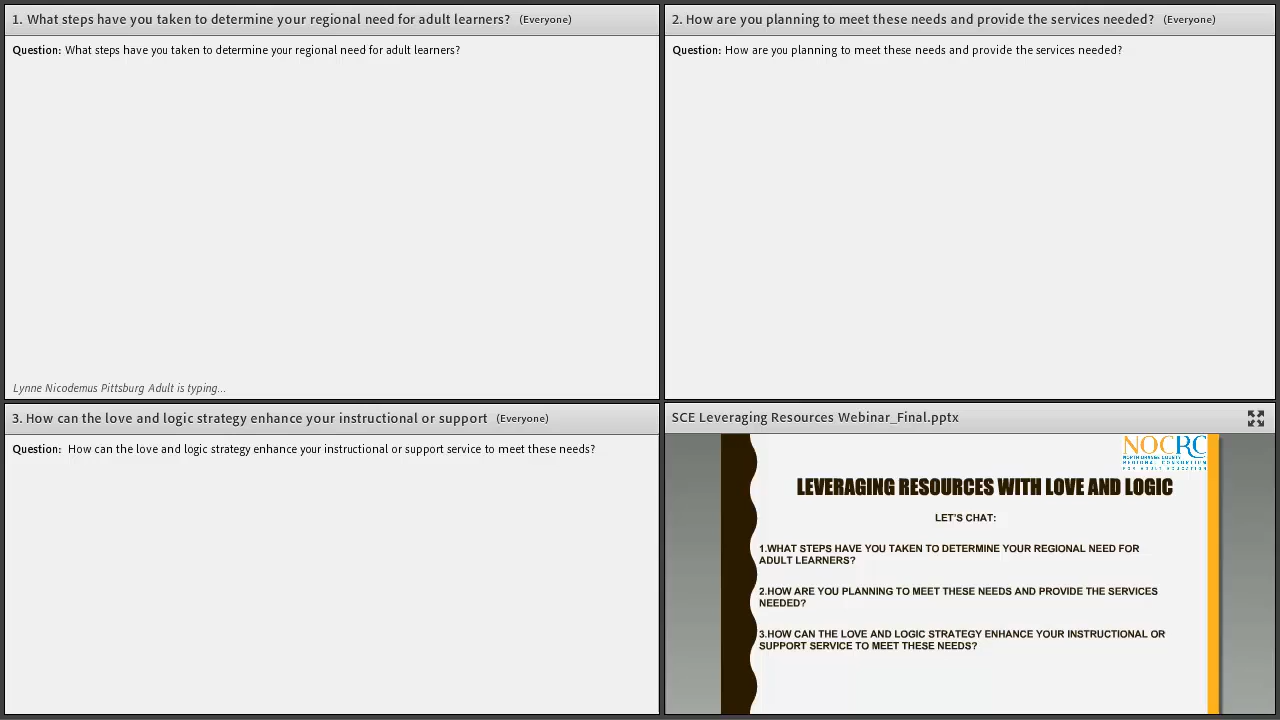 1. What steps have you taken to determine your regional need for adult learners? (Everyone)
Question: What steps have you taken to determine your regional need for adult learners?
Lynne Nicodemus Pittsburg Adult is typing...
2. How are you planning to meet these needs and provide the services needed? (Everyone)
Question: How are you planning to meet these needs and provide the services needed?
3. How can the love and logic strategy enhance your instructional or support (Everyone)
Question: How can the love and logic strategy enhance your instructional or support service to meet these needs?
SCE Leveraging Resources Webinar_Final.pptx
NOCRC
NORTH ORANGE COUNTY
REGIONAL CONSORTIUM
FOR ADULT EDUCATION
LEVERAGING RESOURCES WITH LOVE AND LOGIC
LET'S CHAT:
1.WHAT STEPS HAVE YOU TAKEN TO DETERMINE YOUR REGIONAL NEED FOR
ADULT LEARNERS?
2.HOW ARE YOU PLANNING TO MEET THESE NEEDS AND PROVIDE THE SERVICES
NEEDED?
3.HOW CAN THE LOVE AND LOGIC STRATEGY ENHANCE YOUR INSTRUCTIONAL OR
SUPPORT SERVICE TO MEET THESE NEEDS?